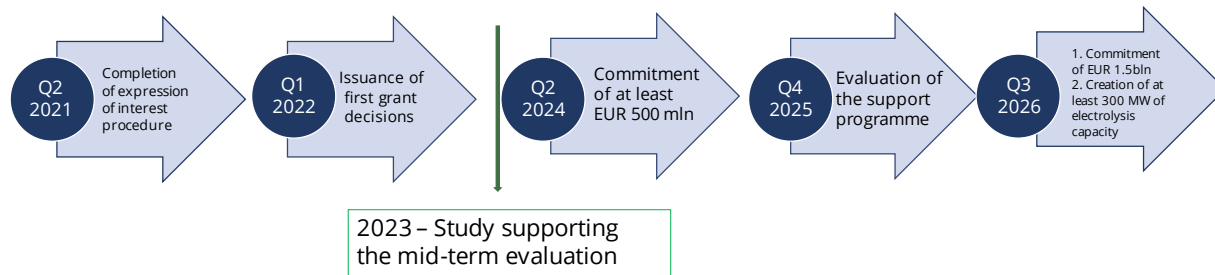 Q2
2021
Completion
of expression
of interest
procedure
Q1
2022
Issuance of
first grant
decisions
Q2
2024
Commitment
of at least
EUR 500 mln
Q4
2025
Evaluation of
the support
programme
Q3
2026
1. Commitment
of EUR 1.5bln
2. Creation of at
least 300 MW of
electrolysis
capacity
2023 – Study supporting
the mid-term evaluation